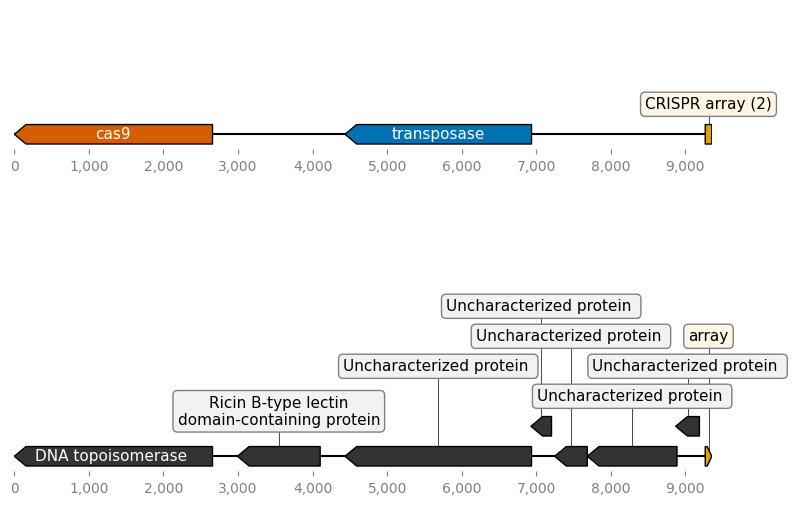 CRISPR array (2)
cas9
transposase
0 1,000 2,000 3,000 4,000 5,000 6,000 7,000 8,000 9,000
Uncharacterized protein
Uncharacterized protein
array
Uncharacterized protein
Uncharacterized protein
Uncharacterized protein
Ricin B-type lectin
domain-containing protein
DNA topoisomerase
0 1,000 2,000 3,000 4,000 5,000 6,000 7,000 8,000 9,000